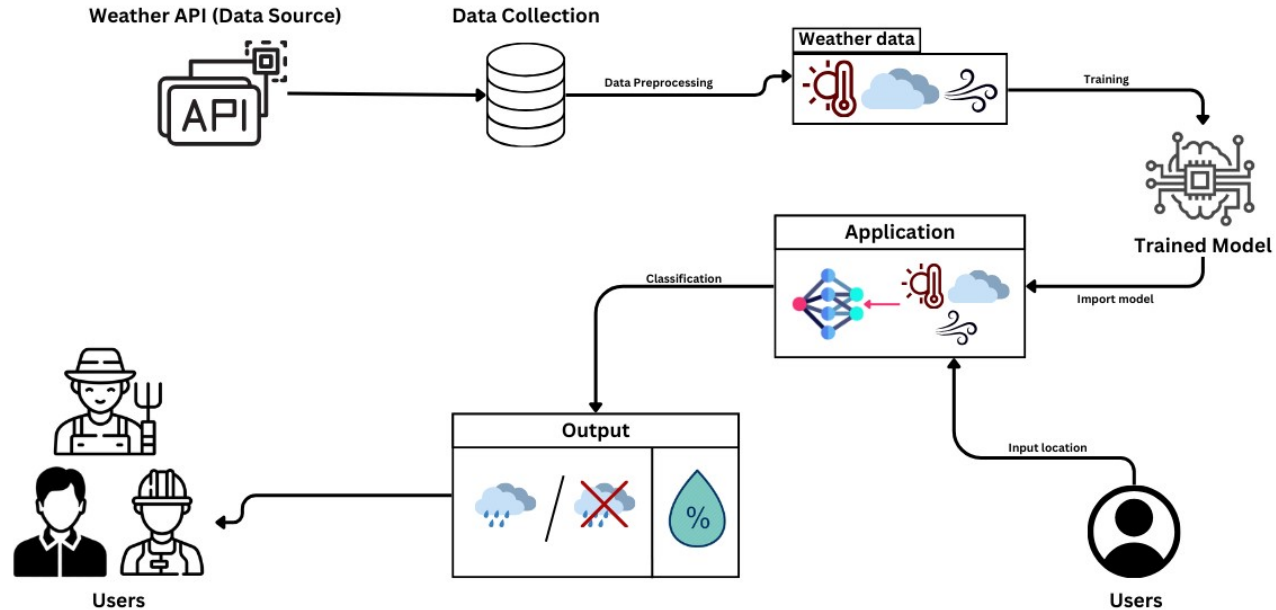 Weather API (Data Source)
Data Collection
Weather data
API
Data Preprocessing
Training
Trained Model
Application
Import model
Classification
Output
Input location
%
Users
Users